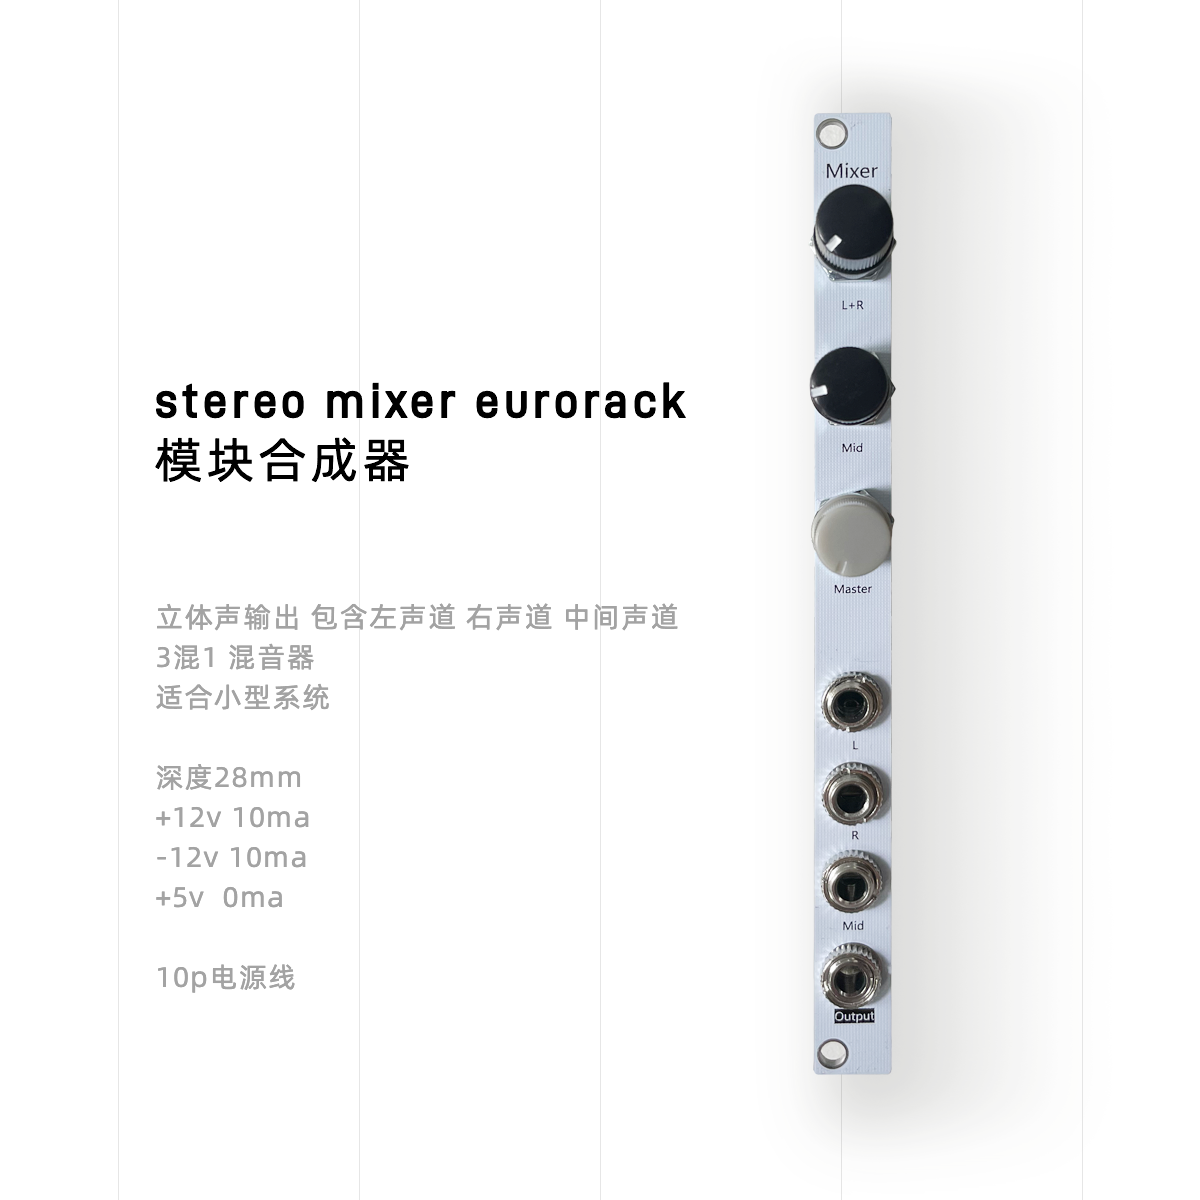 stereo mixer eurorack
模块合成器
立体声输出 包含左声道 右声道 中间声道
3混1 混音器
适合小型系统
深度28mm
+12v 10ma
-12v 10ma
+5v 0ma
10p电源线
Mixer
L+R
Mid
Master
L
R
Mid
Output